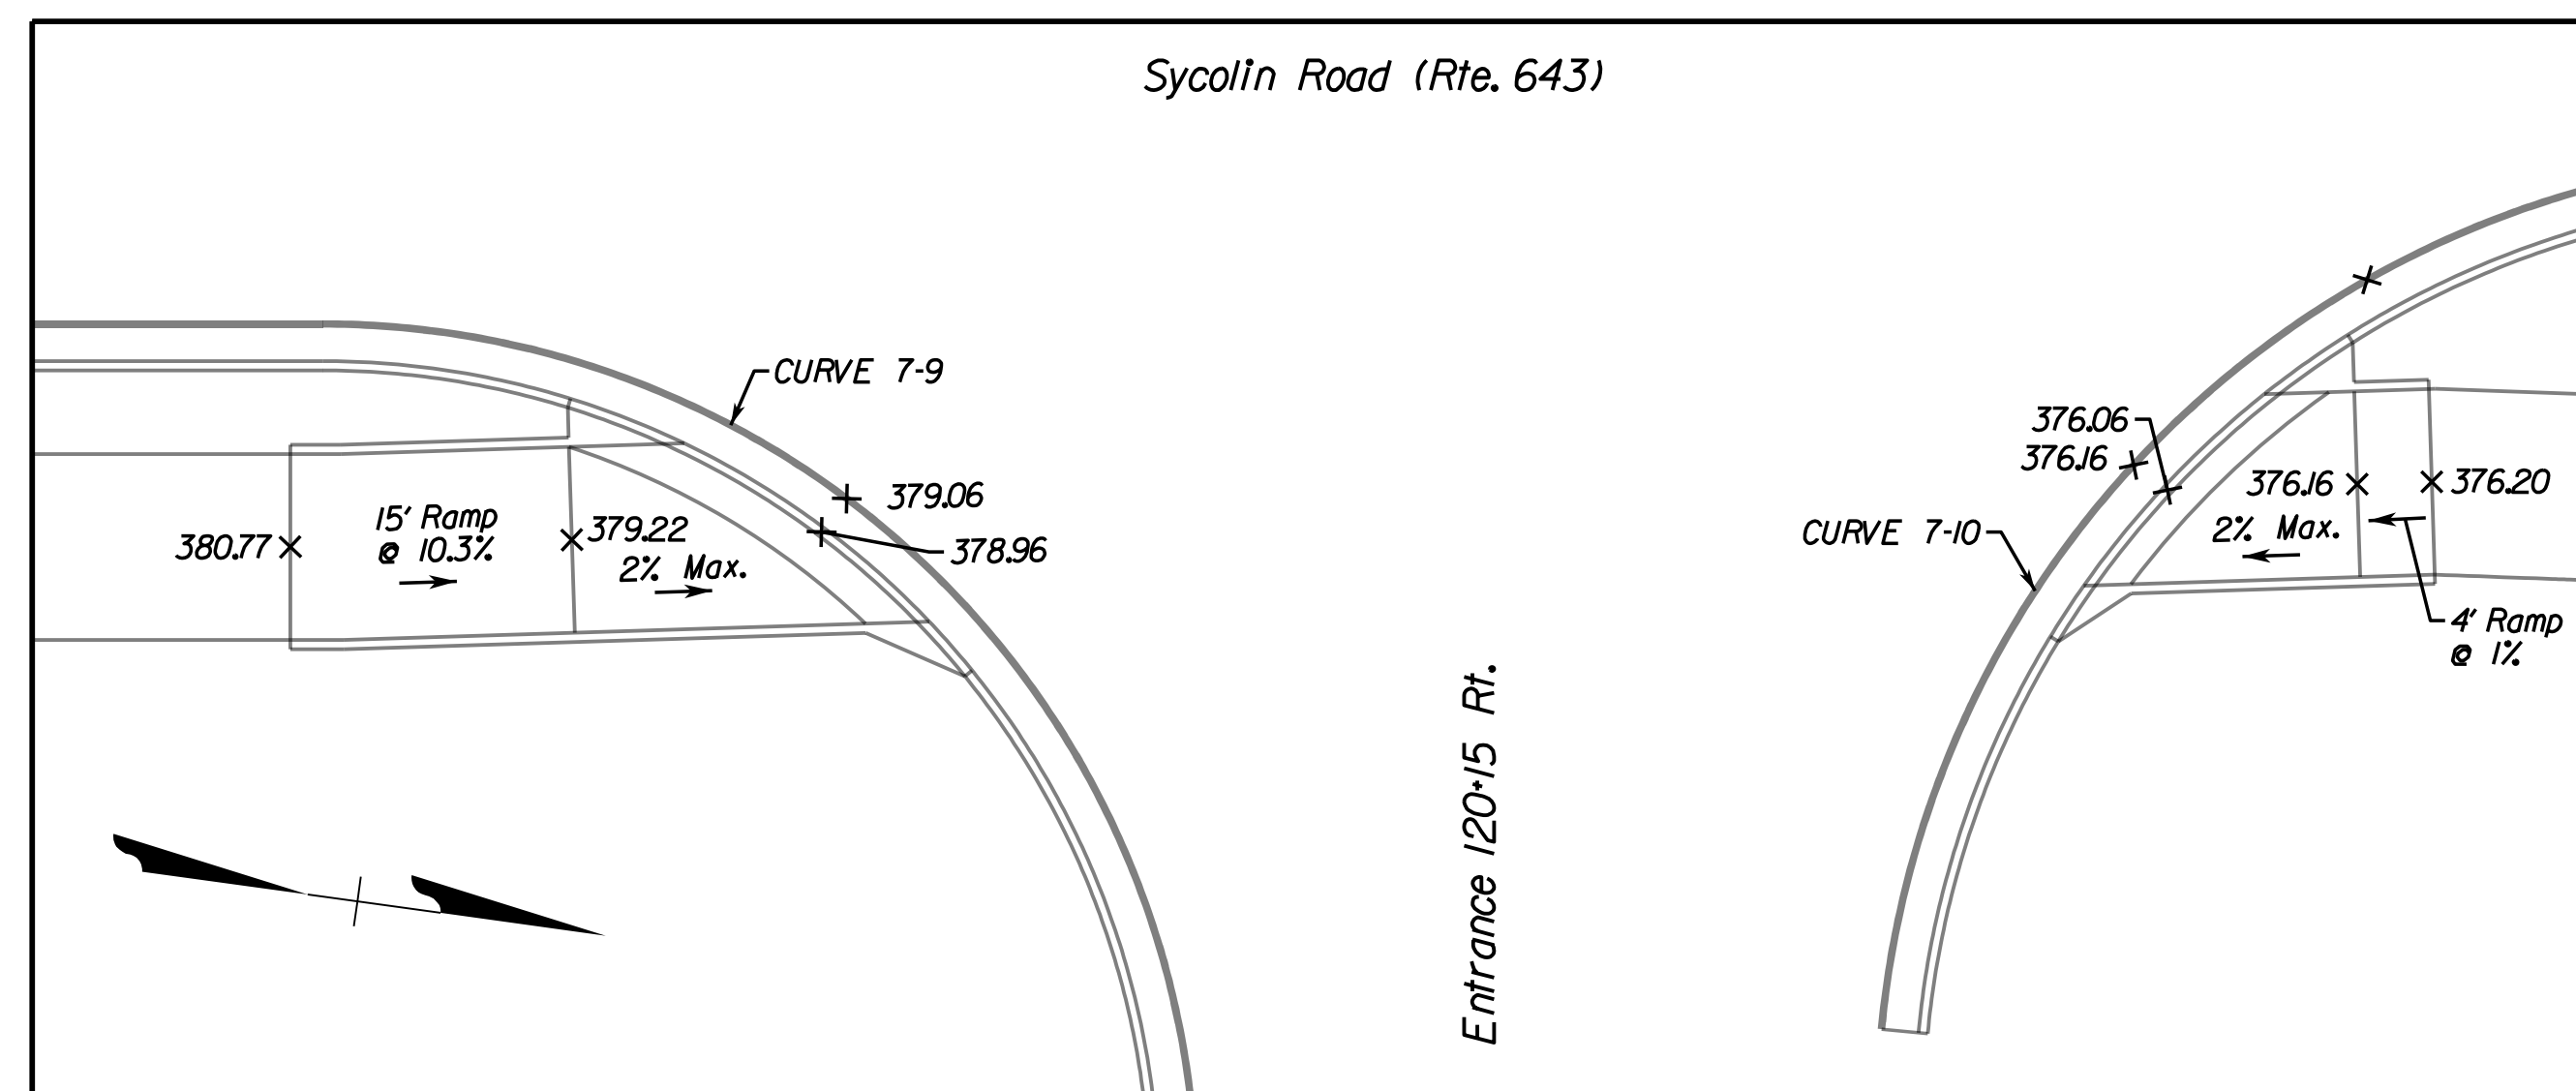 Sycolin Road (Rte. 643)
CURVE 7-9
379.06
378.96
15' Ramp
@ 10.3%
380.77
379.22
2% Max.
Entrance 120+15 Rt.
376.06
376.16
376.16
376.20
2% Max.
CURVE 7-10
4' Ramp
@ 1%